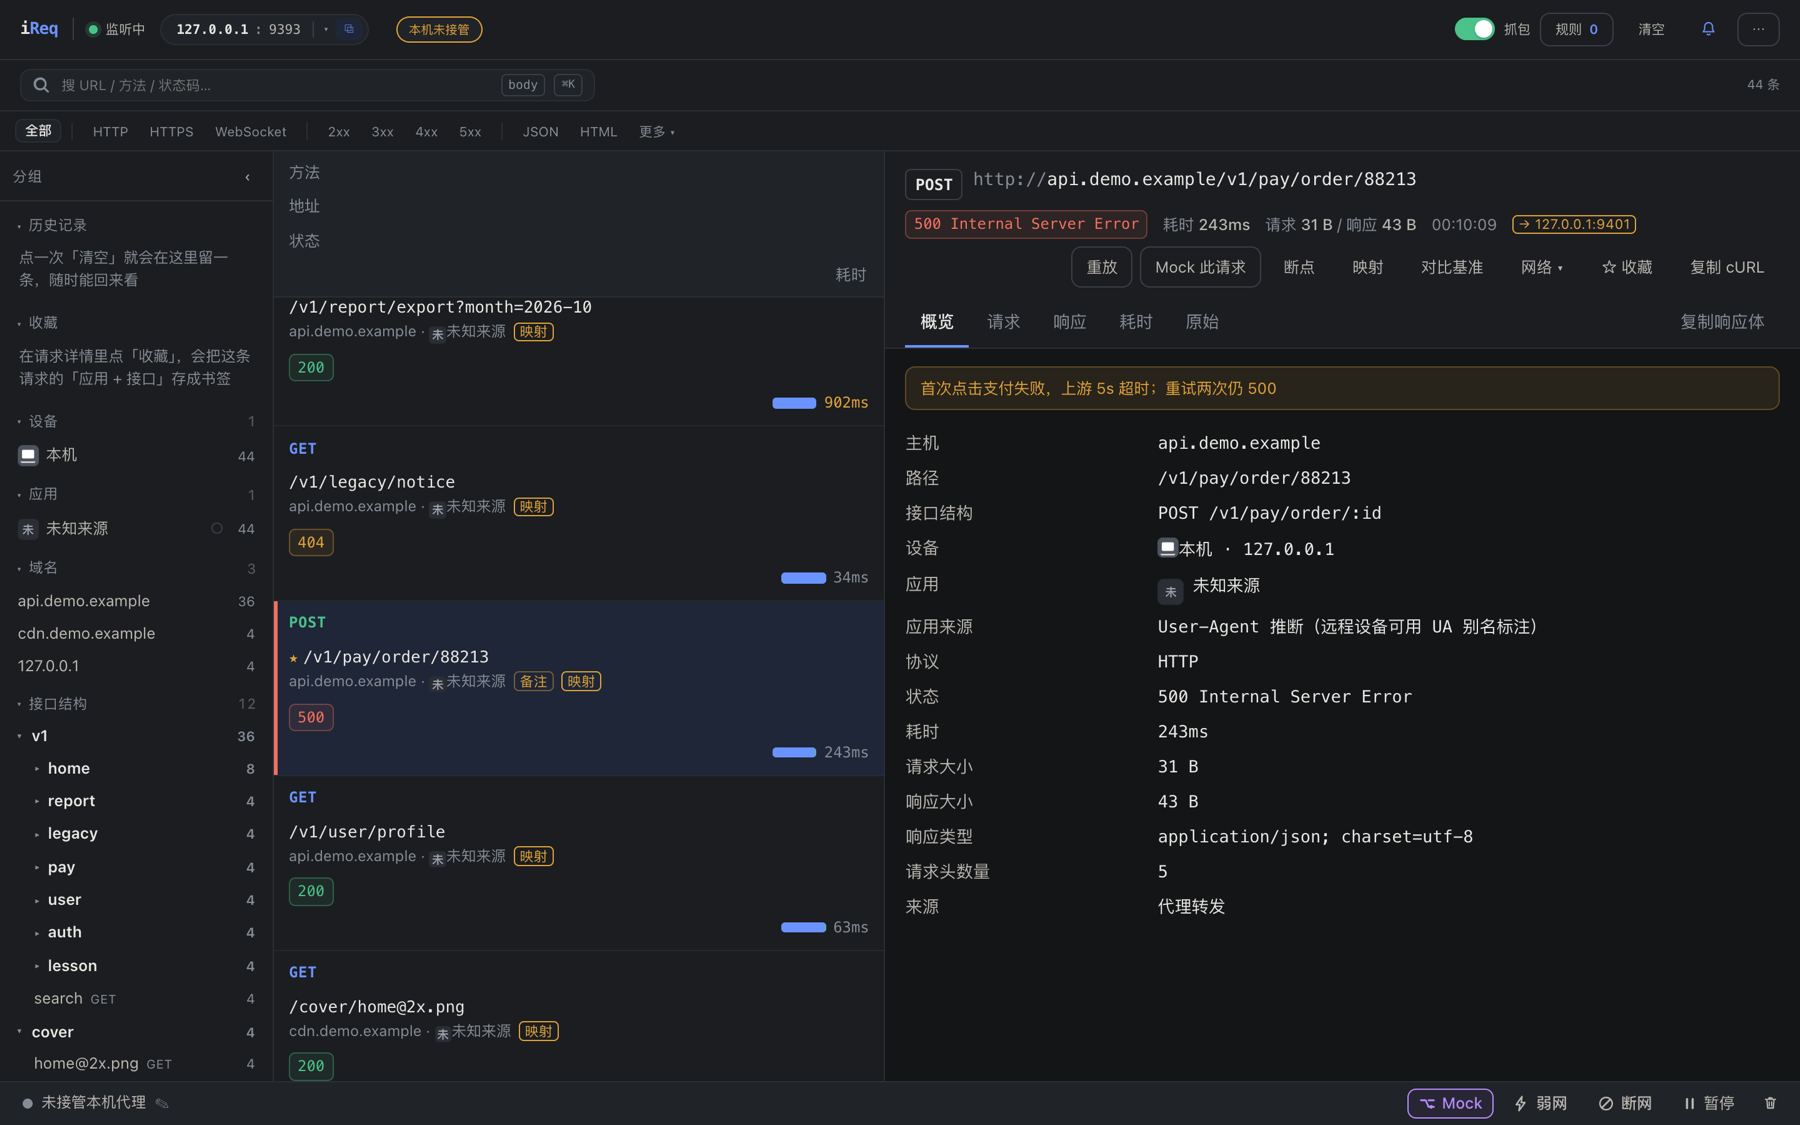 iReq
监听中
127.0.0.1 : 9393
本机未接管
抓包
规则 0
清空
搜 URL / 方法 / 状态码...
body
⌘K
44 条
全部
HTTP
HTTPS
WebSocket
2xx
3xx
4xx
5xx
JSON
HTML
更多
分组
历史记录
点一次「清空」就会在这里留一
条，随时能回来看
收藏
在请求详情里点「收藏」，会把这条
请求的「应用 + 接口」存成书签
设备 1
本机 44
应用 1
未 未知来源 44
域名 3
api.demo.example 36
cdn.demo.example 4
127.0.0.1 4
接口结构 12
v1 36
home 8
report 4
legacy 4
pay 4
user 4
auth 4
lesson 4
search GET 4
cover 4
home@2x.png GET 4
方法
地址
状态
耗时
/v1/report/export?month=2026-10
api.demo.example · 未 未知来源 映射
200
902ms
GET
/v1/legacy/notice
api.demo.example · 未 未知来源 映射
404
34ms
POST
★ /v1/pay/order/88213
api.demo.example · 未 未知来源 备注 映射
500
243ms
GET
/v1/user/profile
api.demo.example · 未 未知来源 映射
200
63ms
GET
/cover/home@2x.png
cdn.demo.example · 未 未知来源 映射
200
POST http://api.demo.example/v1/pay/order/88213
500 Internal Server Error 耗时 243ms 请求 31 B / 响应 43 B 00:10:09 → 127.0.0.1:9401
重放
Mock 此请求
断点
映射
对比基准
网络
☆ 收藏
复制 cURL
概览
请求
响应
耗时
原始
复制响应体
首次点击支付失败，上游 5s 超时；重试两次仍 500
主机 api.demo.example
路径 /v1/pay/order/88213
接口结构 POST /v1/pay/order/:id
设备 本机 · 127.0.0.1
应用 未 未知来源
应用来源 User-Agent 推断（远程设备可用 UA 别名标注）
协议 HTTP
状态 500 Internal Server Error
耗时 243ms
请求大小 31 B
响应大小 43 B
响应类型 application/json; charset=utf-8
请求头数量 5
来源 代理转发
未接管本机代理
Mock
弱网
断网
暂停